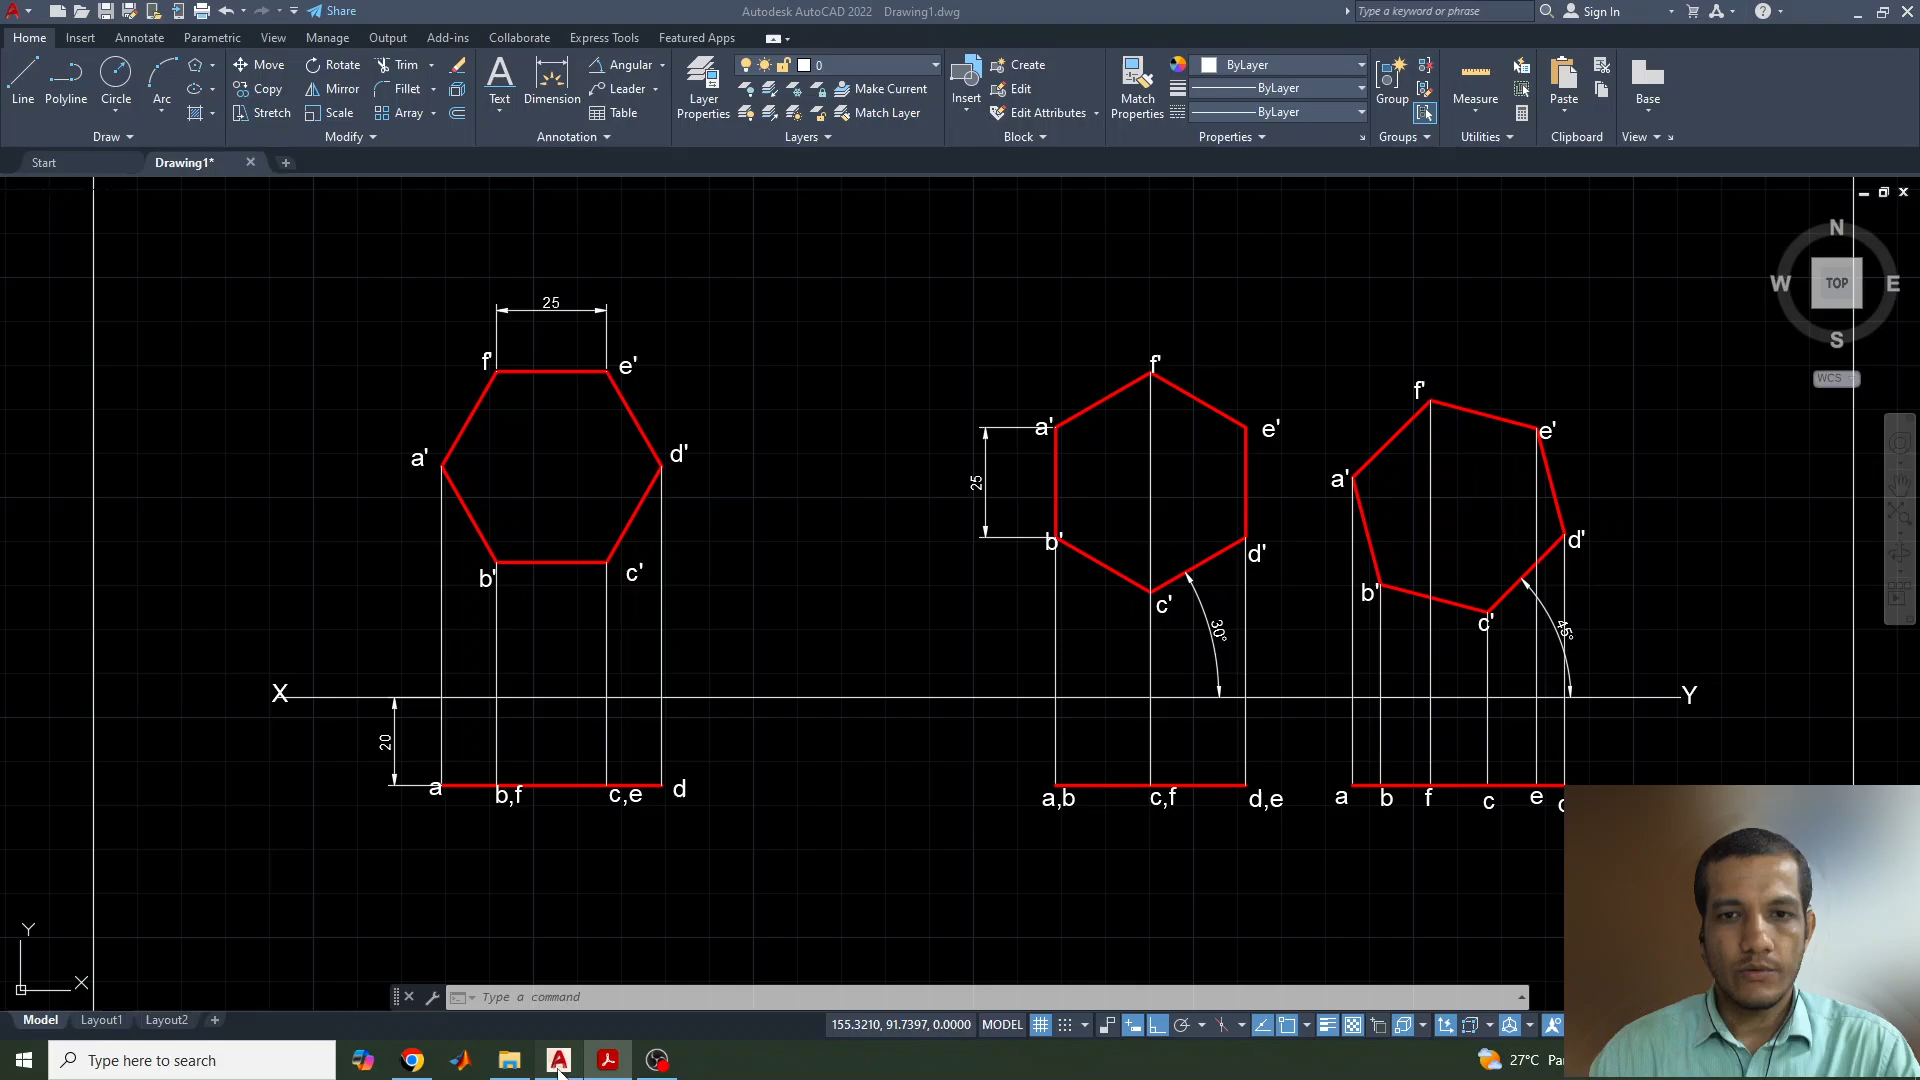 Share
Autodesk AutoCAD 2022 Drawing1.dwg
Type a keyword or phrase
Sign In
Home Insert Annotate Parametric View Manage Output Add-ins Collaborate Express Tools Featured Apps
Line Polyline Circle Arc
Move Rotate Trim
Copy Mirror Fillet
Stretch Scale Array
Text Dimension
Angular
Leader
Table
Layer Properties
0
Make Current
Match Layer
Insert
Create
Edit
Edit Attributes
Match Properties
ByLayer
ByLayer
ByLayer
Group
Measure
Paste
Base
Draw Modify Annotation Layers Block Properties Groups Utilities Clipboard View
Start Drawing1*
N
W TOP E
S
WCS
25
f' e'
a' d'
b' c'
f'
a' e'
25
b' d'
c'
30°
f'
e'
a'
d'
b'
c'
45°
X Y
20
a b,f c,e d
a,b c,f d,e
a b f c e
Y
X
Type a command
Model Layout1 Layout2
155.3210, 91.7397, 0.0000 MODEL
Type here to search
27°C